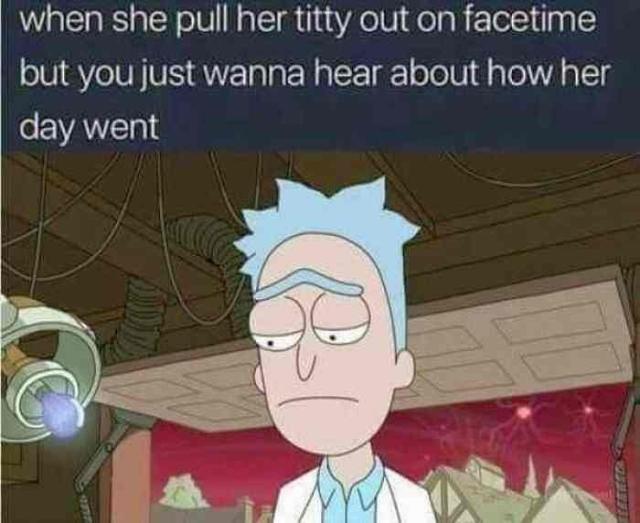 when she pull her titty out on facetime
but you just wanna hear about how her
day went